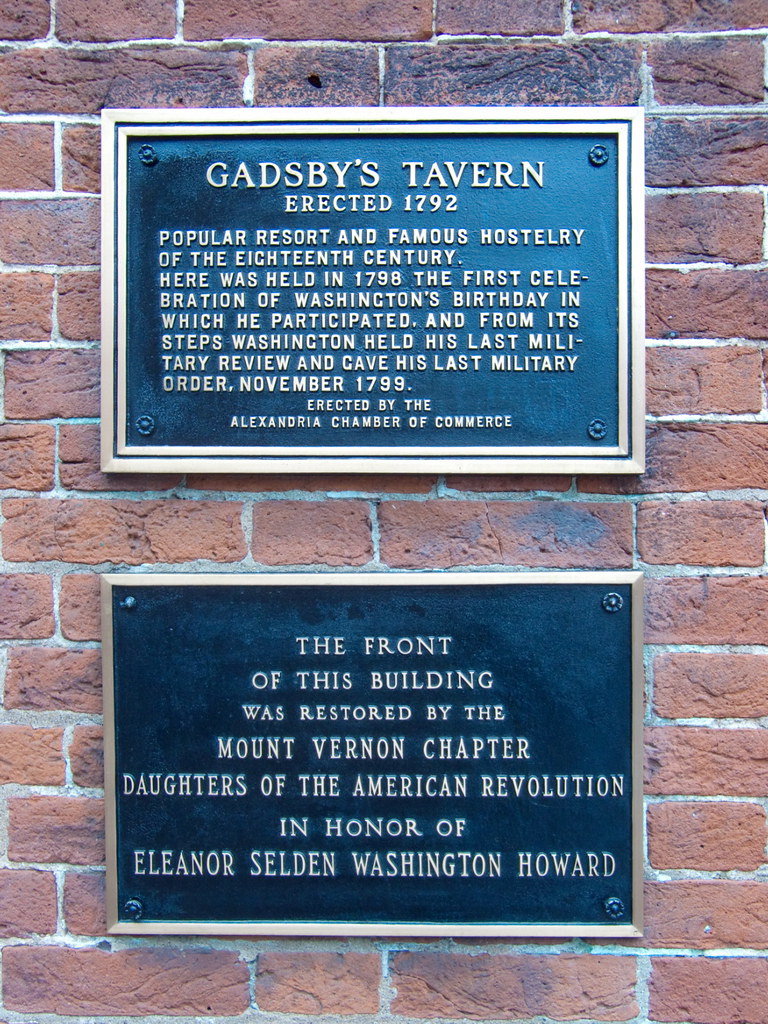 GADSBY'S TAVERN
ERECTED 1792
POPULAR RESORT AND FAMOUS HOSTELRY
OF THE EIGHTEENTH CENTURY.
HERE WAS HELD IN 1798 THE FIRST CELE-
BRATION OF WASHINGTON'S BIRTHDAY IN
WHICH HE PARTICIPATED, AND FROM ITS
STEPS WASHINGTON HELD HIS LAST MILI-
TARY REVIEW AND GAVE HIS LAST MILITARY
ORDER, NOVEMBER 1799.
ERECTED BY THE
ALEXANDRIA CHAMBER OF COMMERCE
THE FRONT
OF THIS BUILDING
WAS RESTORED BY THE
MOUNT VERNON CHAPTER
DAUGHTERS OF THE AMERICAN REVOLUTION
IN HONOR OF
ELEANOR SELDEN WASHINGTON HOWARD